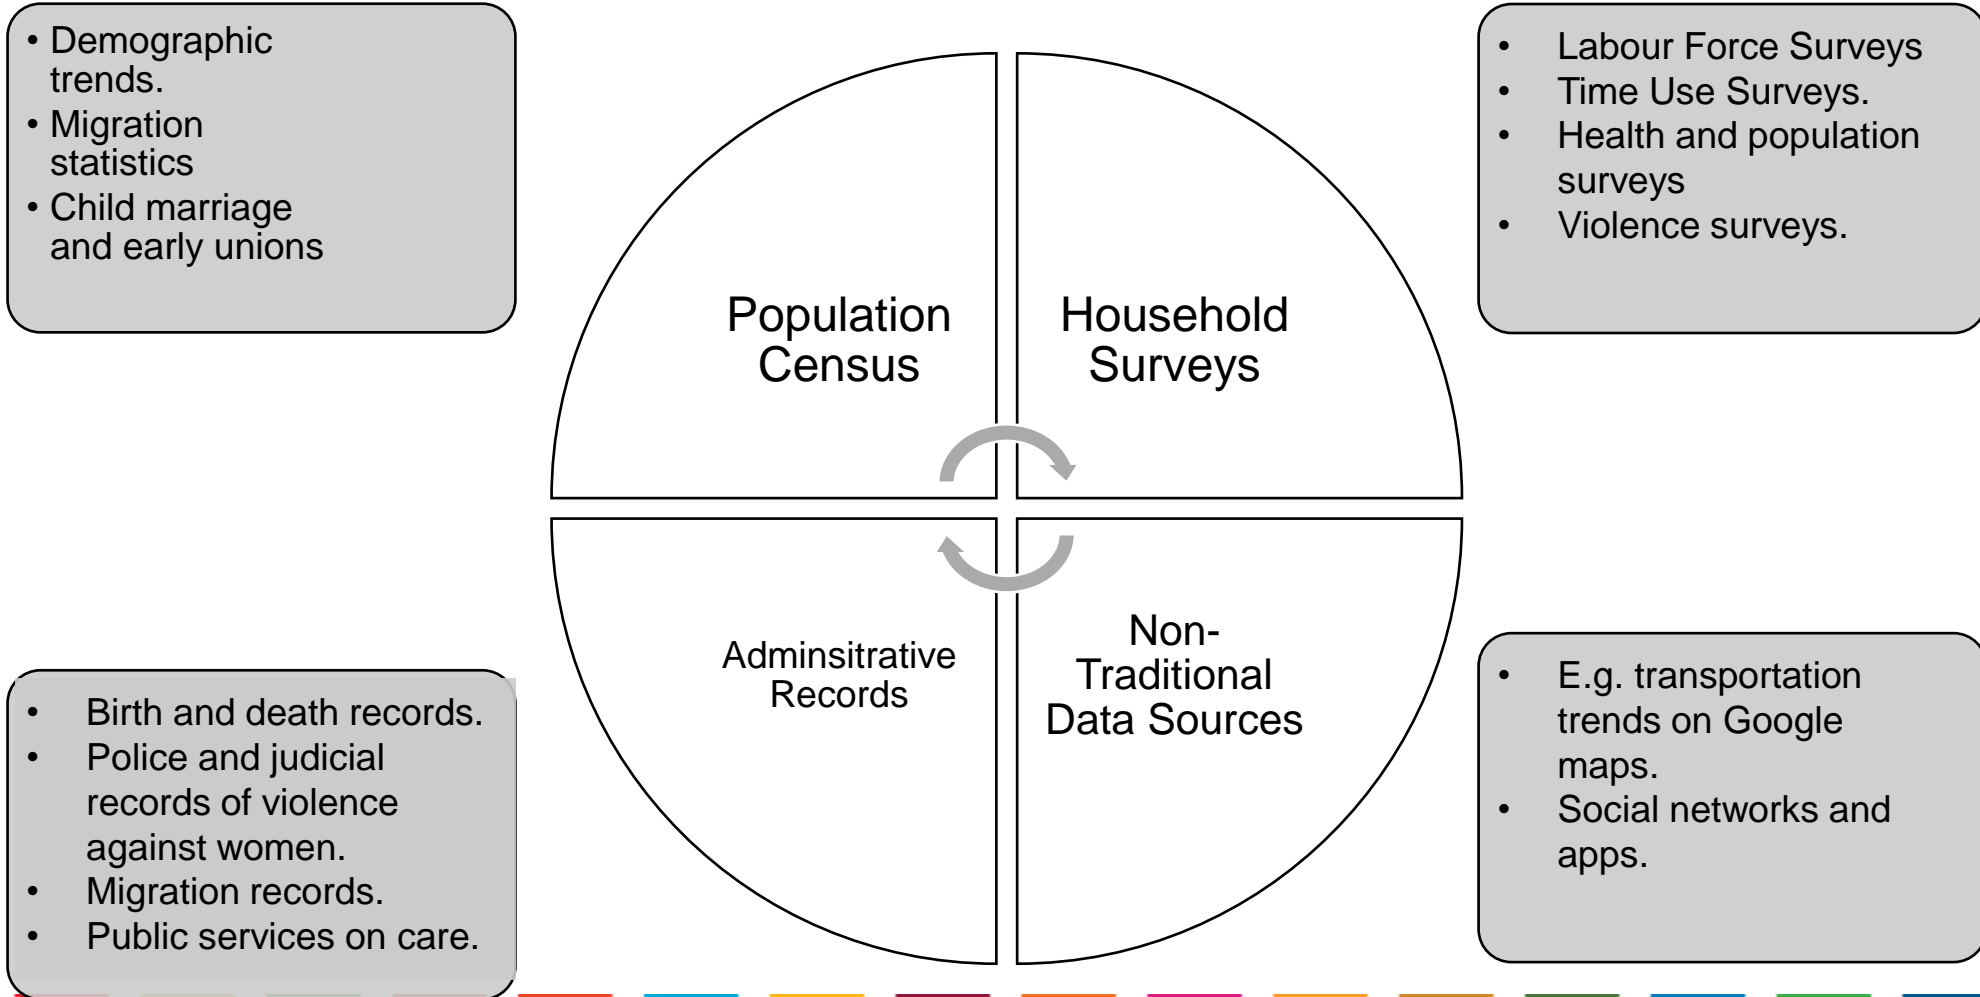 • Demographic
trends.
• Migration
statistics
• Child marriage
and early unions
• Labour Force Surveys
• Time Use Surveys.
• Health and population
surveys
• Violence surveys.
Population
Census
Household
Surveys
Adminsitrative
Records
Non-
Traditional
Data Sources
• Birth and death records.
• Police and judicial
records of violence
against women.
• Migration records.
• Public services on care.
• E.g. transportation
trends on Google
maps.
• Social networks and
apps.